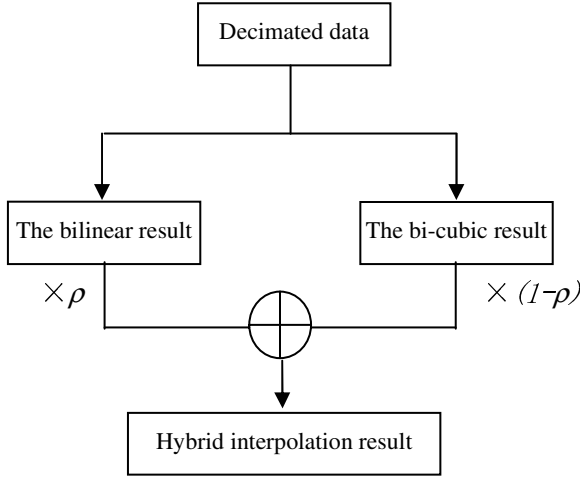 Decimated data
The bilinear result
The bi-cubic result
×ρ
× (1-ρ)
Hybrid interpolation result